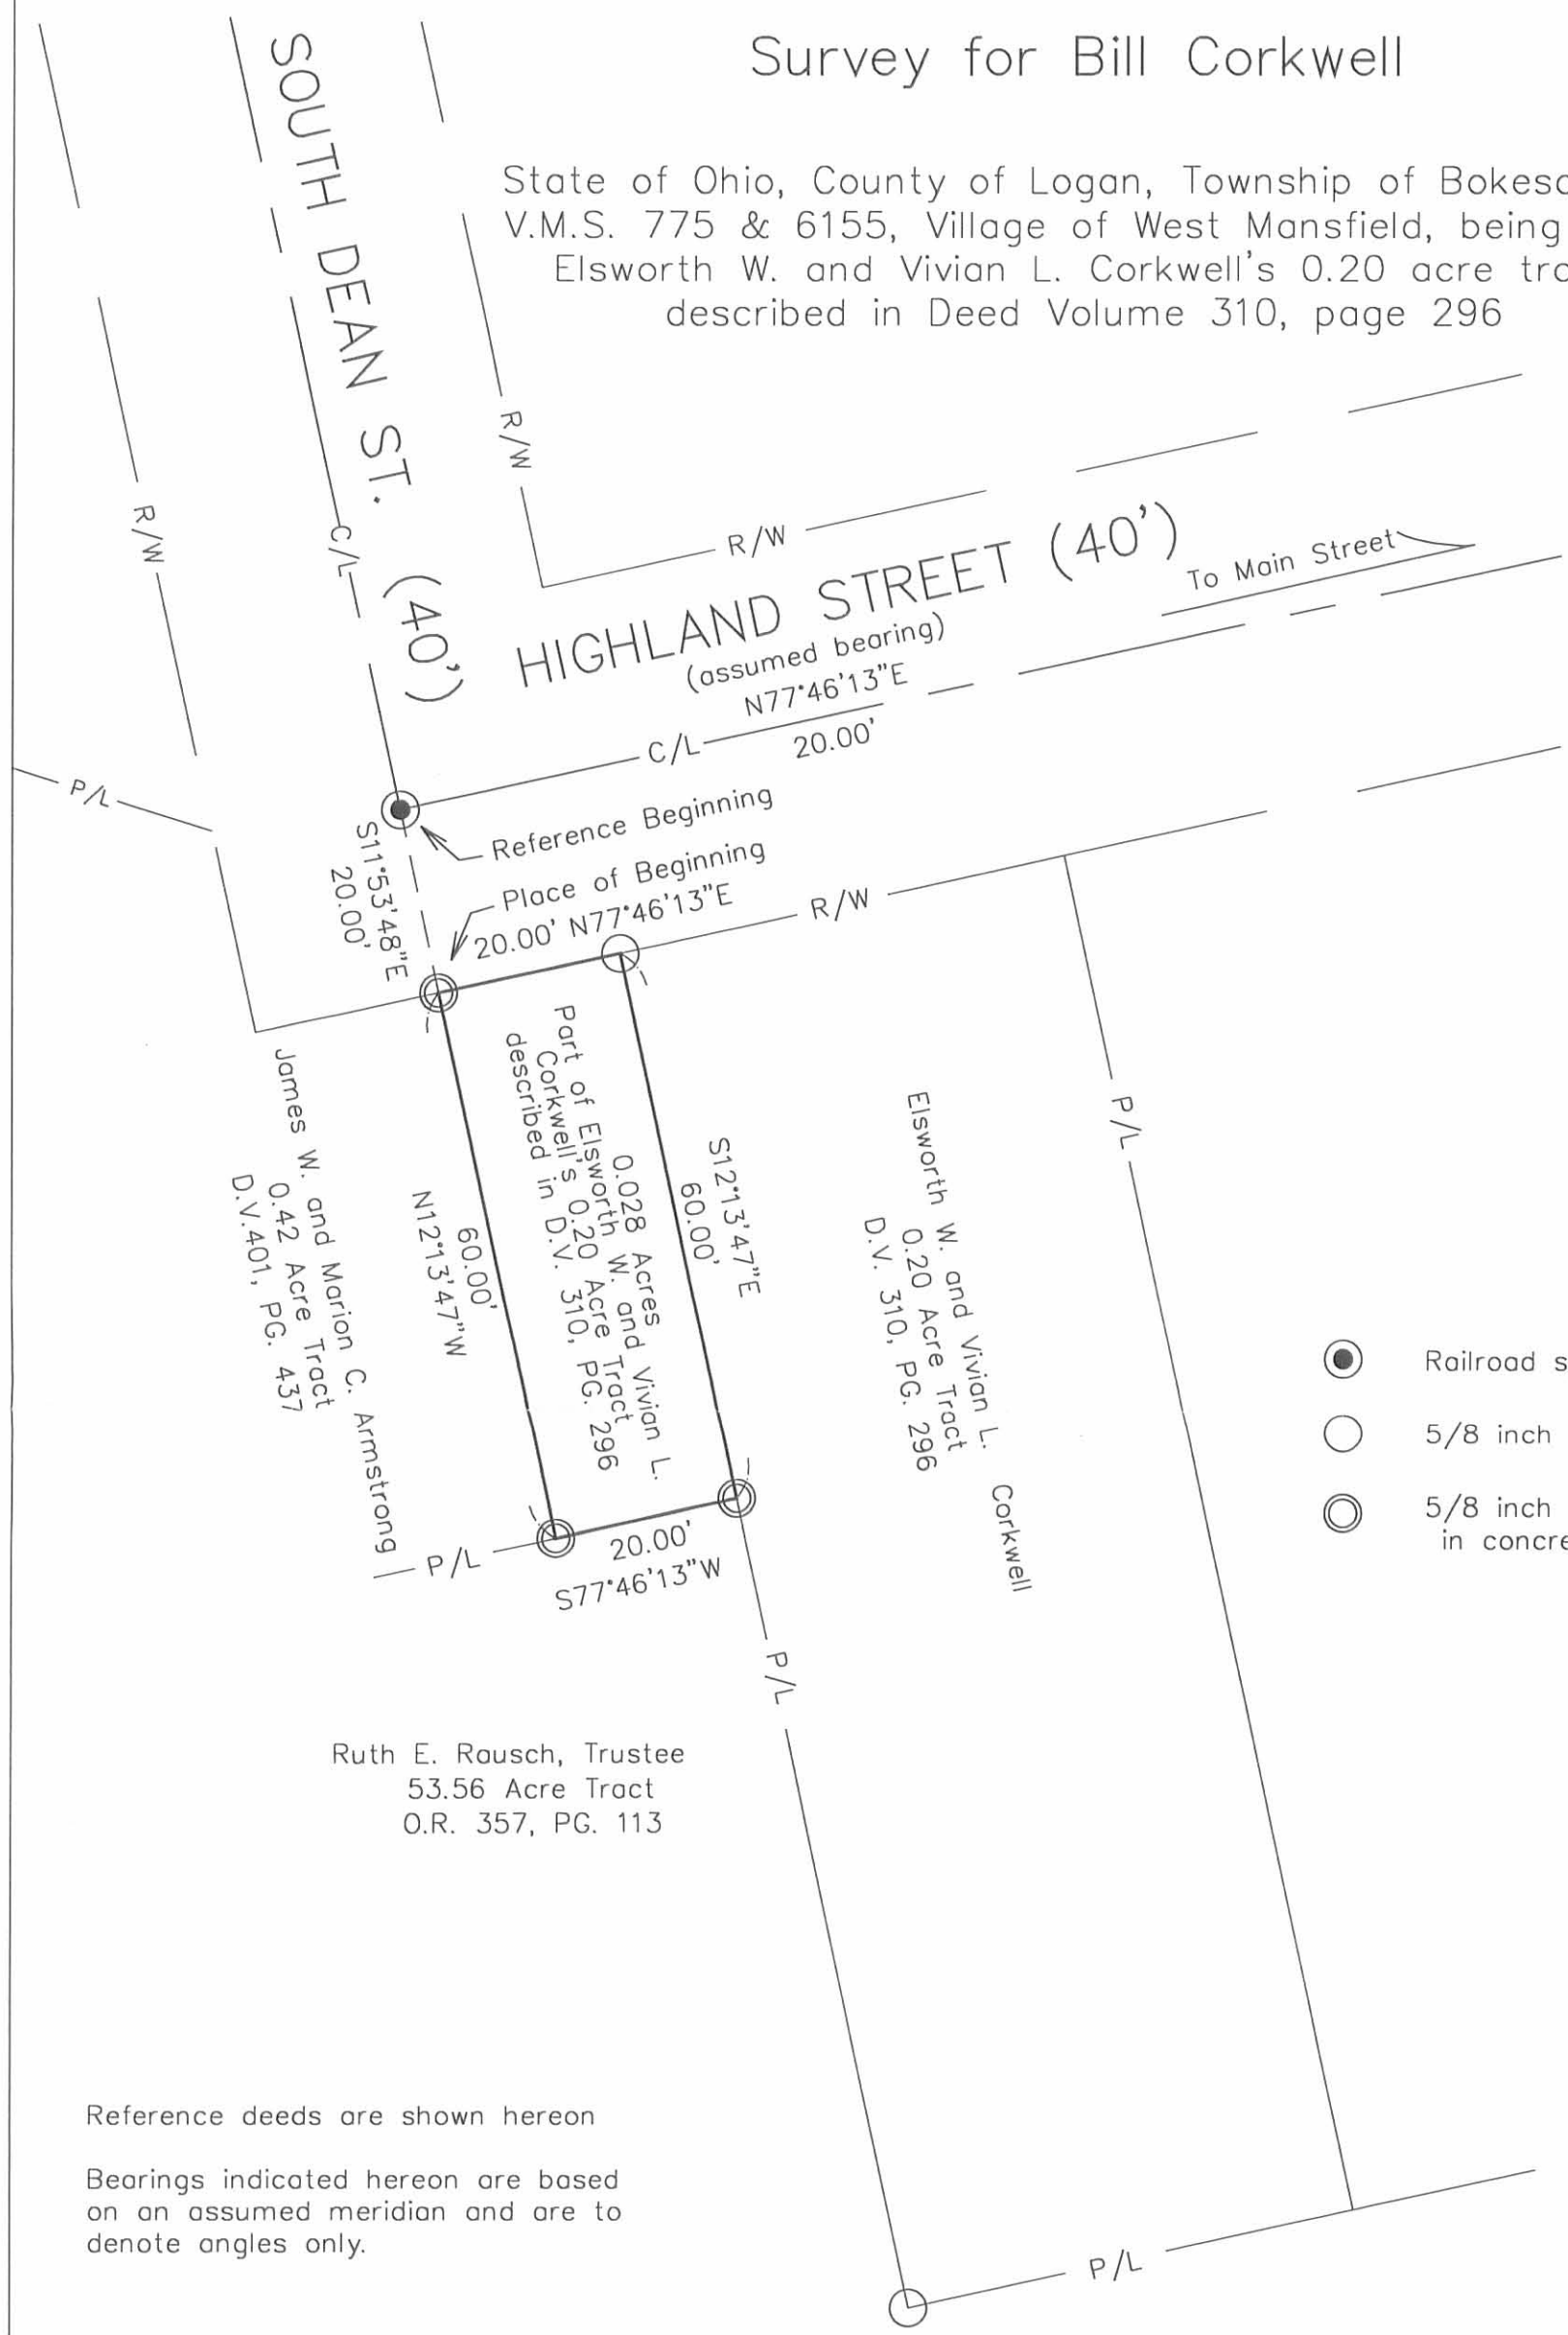 Survey for Bill Corkwell
State of Ohio, County of Logan, Township of
V.M.S. 775 & 6155, Village of West Mansfield, being
Elsworth W. and Vivian L. Corkwell's 0.20 acre
described in Deed Volume 310, page 296
SOUTH DEAN ST. (40')
R/W
R/W
C/L
R/W
HIGHLAND STREET (40')
(assumed bearing)
N77°46'13"E
To Main Street
C/L
20.00'
P/L
Reference Beginning
S11°53'48"E
20.00'
Place of Beginning
20.00' N77°46'13"E
R/W
0.028 Acres
Part of Elsworth W. and Vivian L.
Corkwell's 0.20 Acre Tract
described in D.V. 310, PG. 296
S12°13'47"E
60.00'
60.00'
N12°13'47"W
James W. and Marion C. Armstrong
0.42 Acre Tract
D.V.401, PG. 437
Elsworth W. and Vivian L. Corkwell
0.20 Acre Tract
D.V. 310, PG. 296
P/L
Railroad
5/8 inch
5/8 inch
in
P/L
20.00'
S77°46'13"W
P/L
Ruth E. Rausch, Trustee
53.56 Acre Tract
O.R. 357, PG. 113
Reference deeds are shown hereon
Bearings indicated hereon are based
on an assumed meridian and are to
denote angles only.
P/L